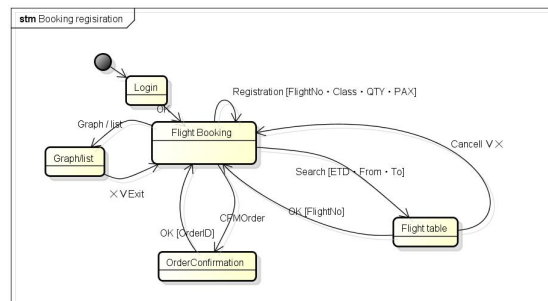 stm Booking regisiration
Login
OK
Registration [FlightNo・Class・QTY・PAX]
Graph / list
Flight Booking
Cancell V ×
Graph/list
Search [ETD・From・To]
× V Exit
CFMOrder
OK [FlightNo]
Flight table
OK [OrderID]
OrderConfirmation